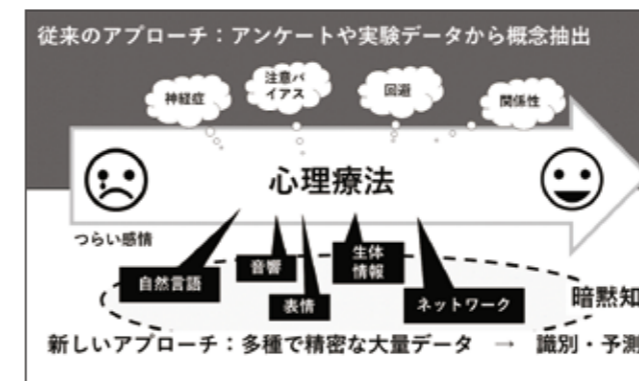 従来のアプローチ：アンケートや実験データから概念抽出
神経症
注意バ
イアス
回避
関係性
心理療法
つらい感情
自然言語
音響
表情
生体
情報
ネットワーク
暗黙知
新しいアプローチ：多種で精密な大量データ → 識別・予測